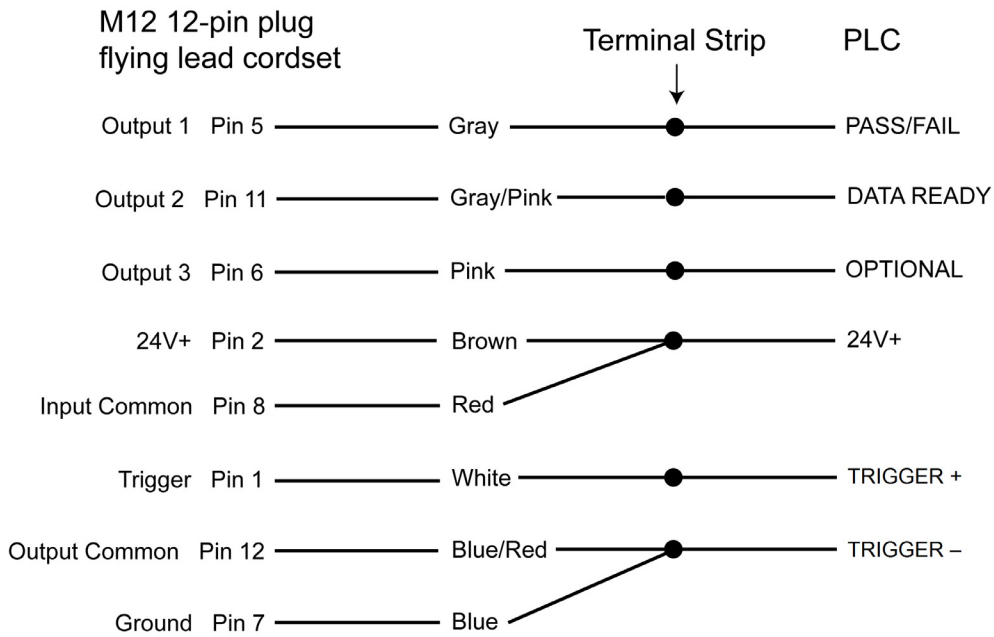 M12 12-pin plug
flying lead cordset
Terminal Strip PLC
Output 1 Pin 5 Gray PASS/FAIL
Output 2 Pin 11 Gray/Pink DATA READY
Output 3 Pin 6 Pink OPTIONAL
24V+ Pin 2 Brown 24V+
Input Common Pin 8 Red
Trigger Pin 1 White TRIGGER +
Output Common Pin 12 Blue/Red TRIGGER –
Ground Pin 7 Blue